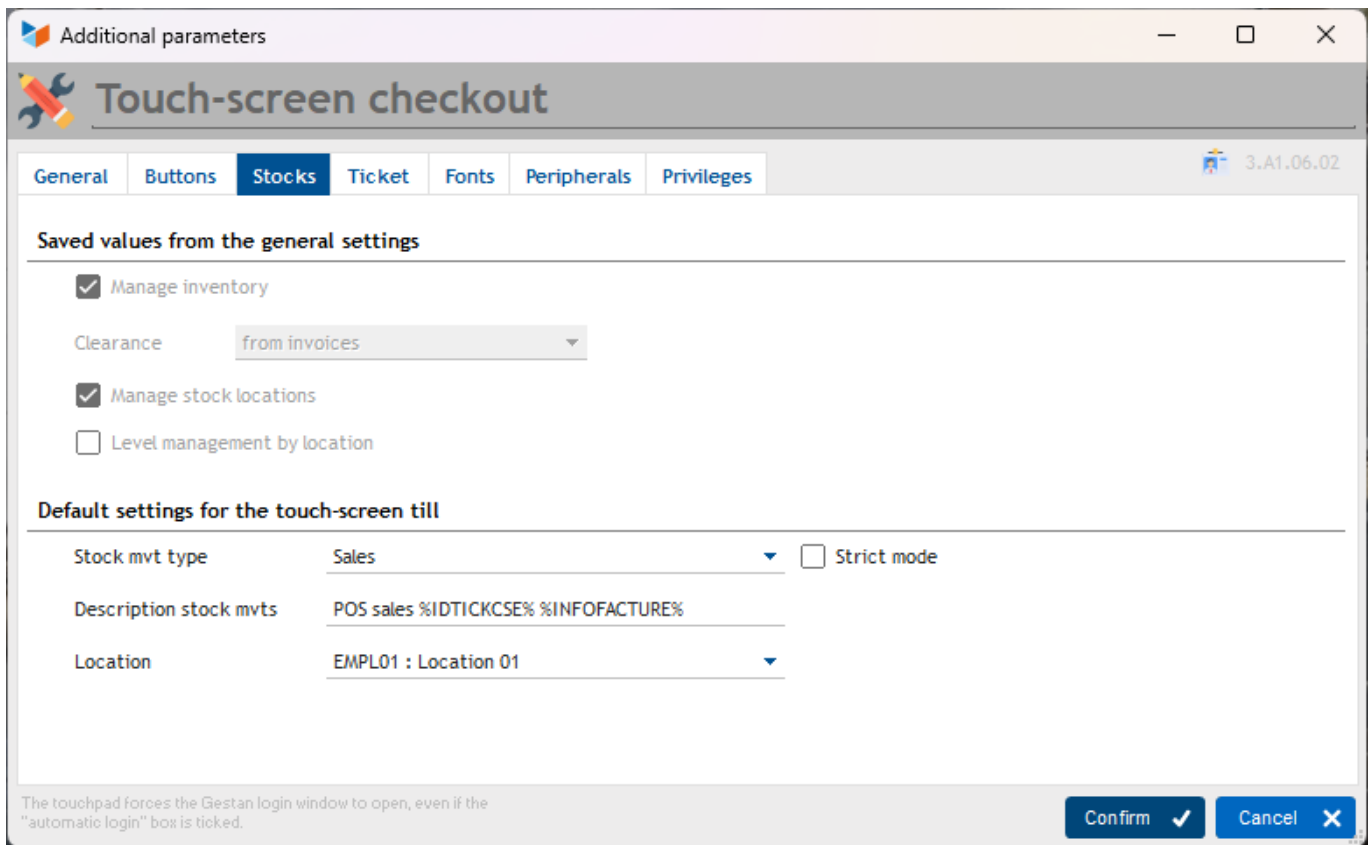 Additional parameters
Touch-screen checkout
General Buttons Stocks Ticket Fonts Peripherals Privileges 3.A1.06.02
Saved values from the general settings
Manage inventory
Clearance from invoices
Manage stock locations
Level management by location
Default settings for the touch-screen till
Stock mvt type Sales Strict mode
Description stock mvts POS sales %IDTICKCSE% %INFOFACTURE%
Location EMPL01 : Location 01
The touchpad forces the Gestan login window to open, even if the
"automatic login" box is ticked.
Confirm Cancel